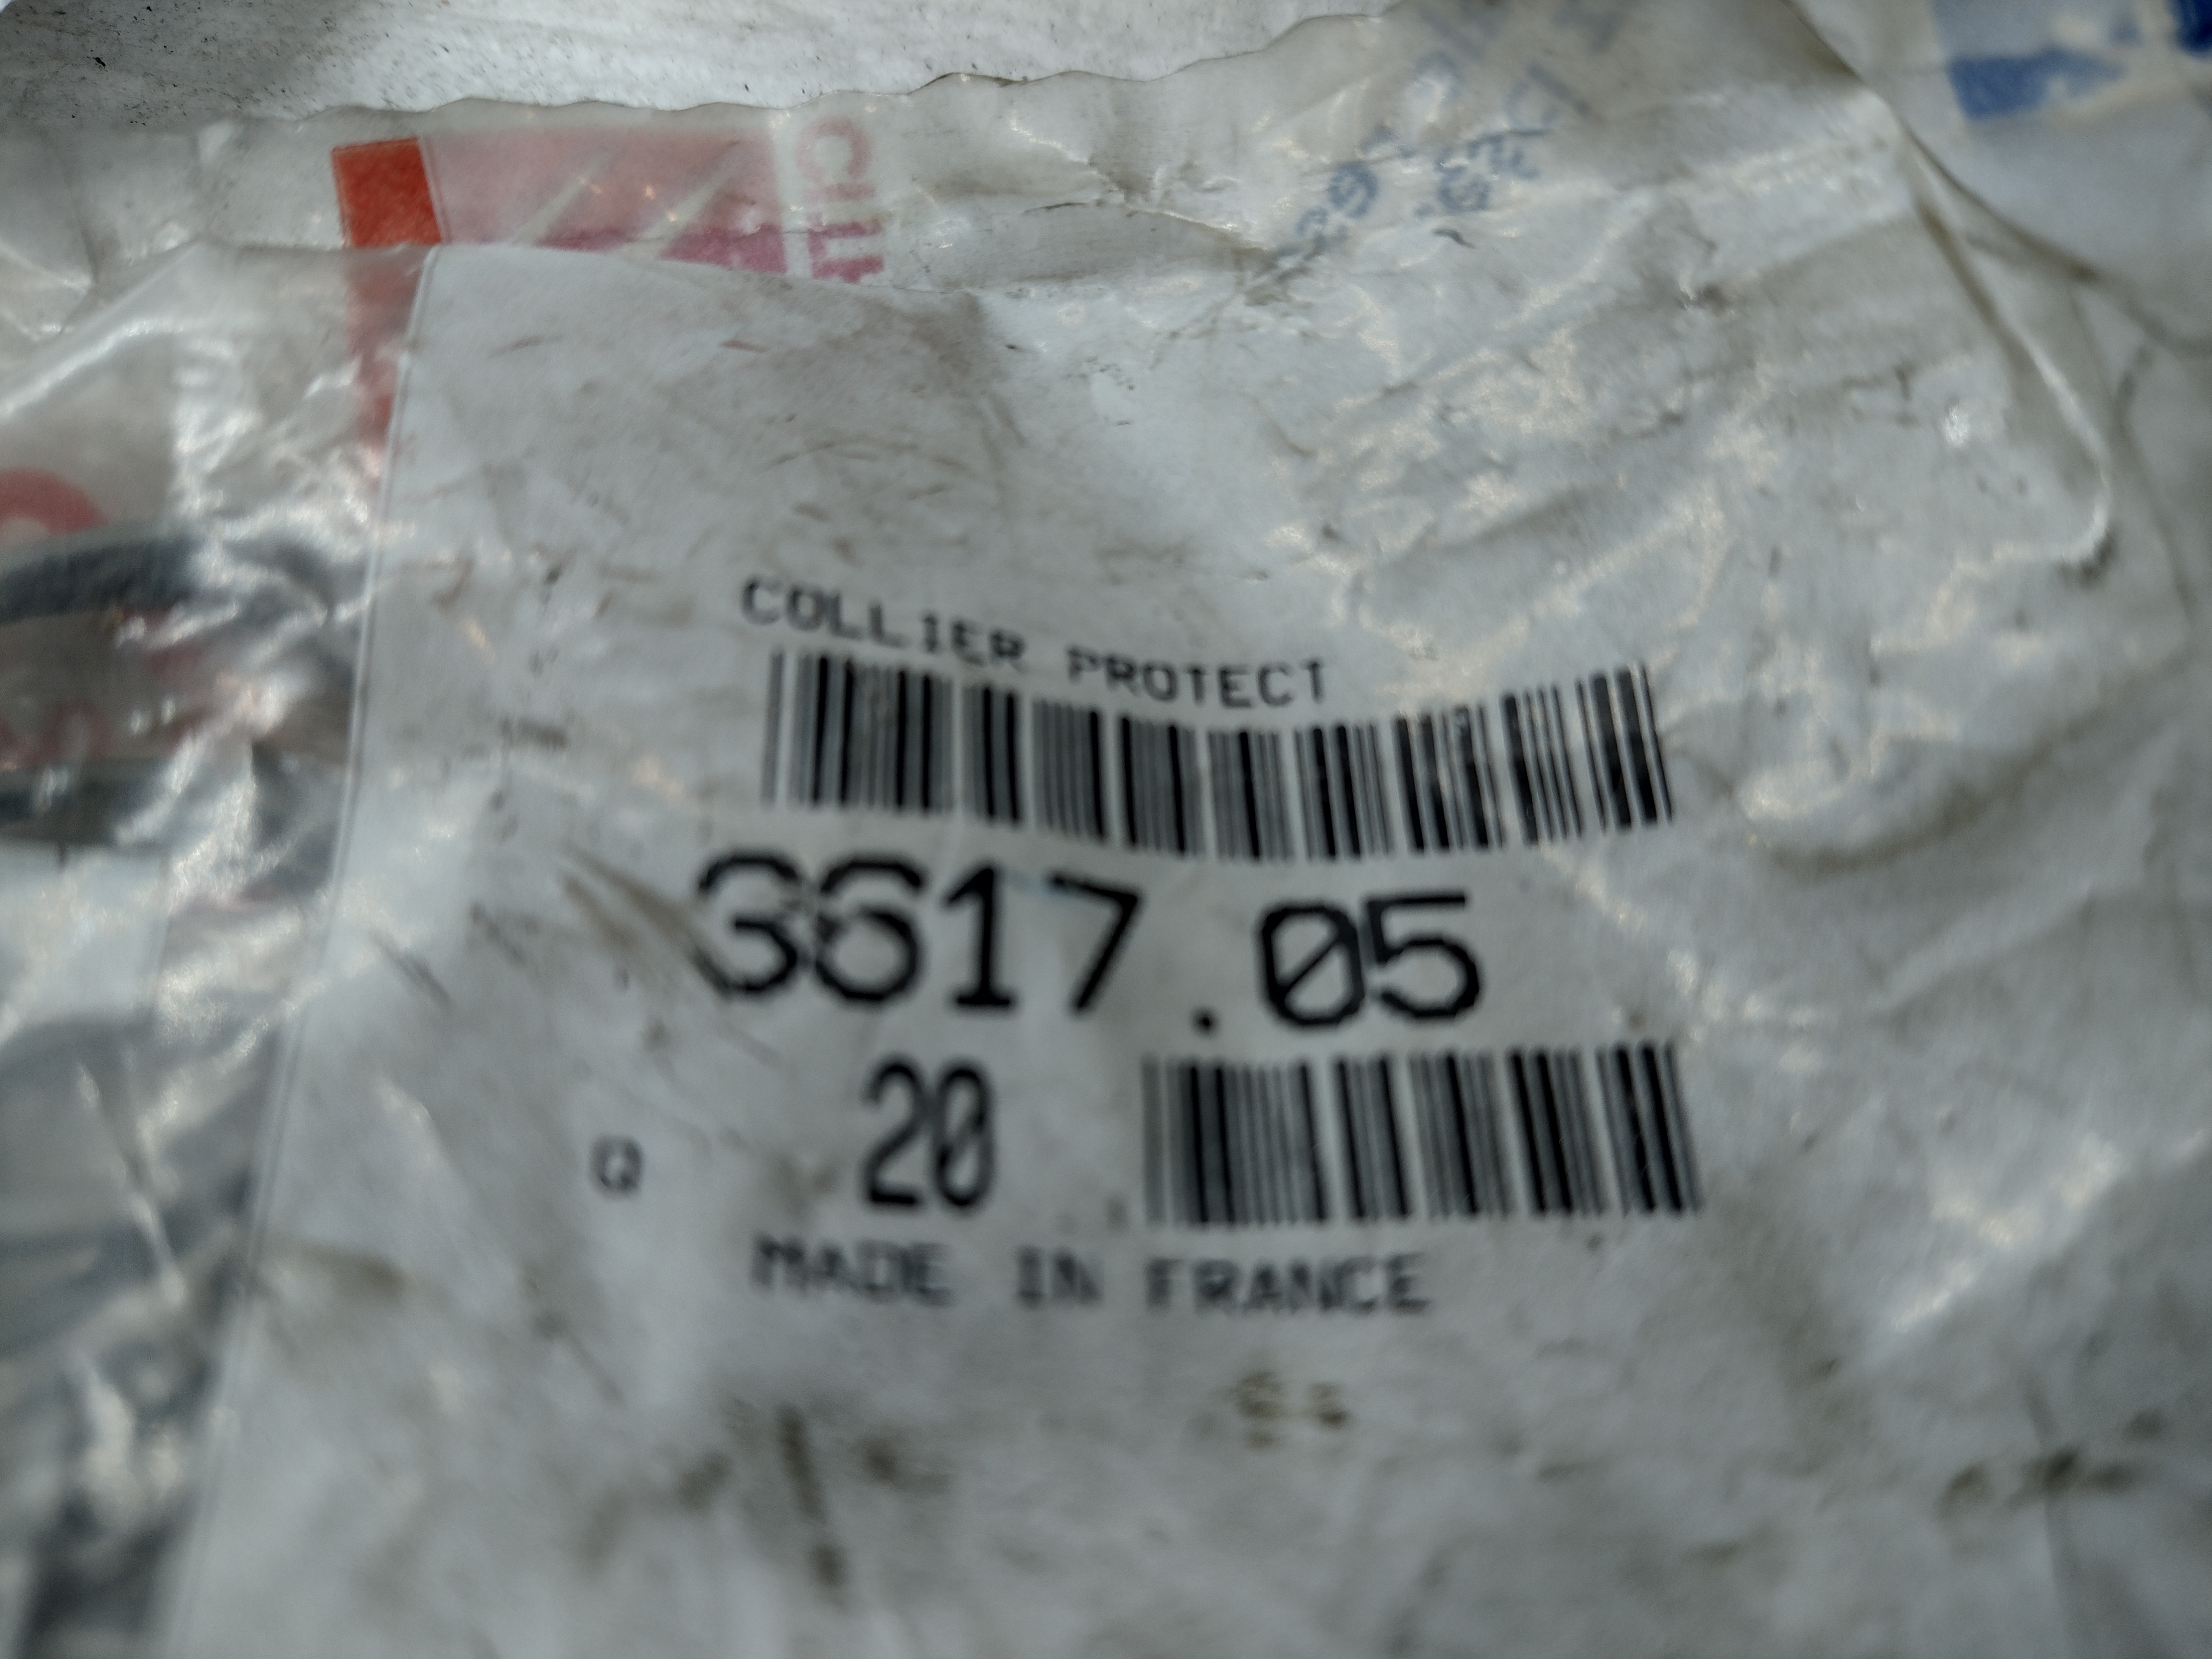 COLLIER PROTECT
3617.05
Q 20
MADE IN FRANCE